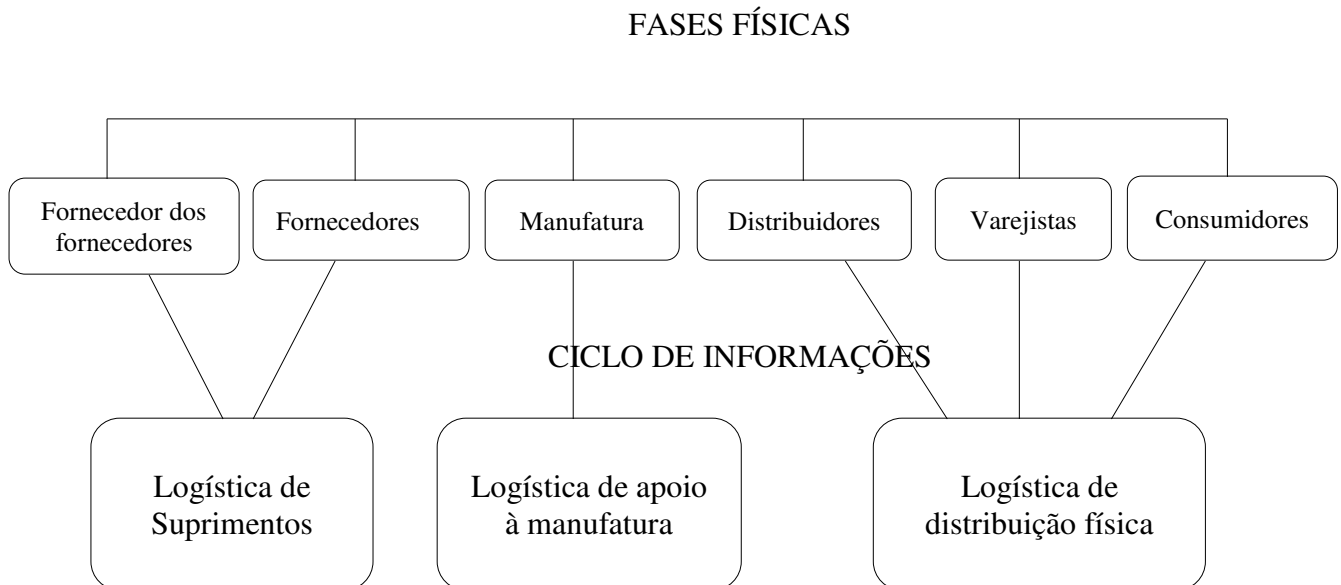 FASES FÍSICAS
Fornecedor dos
fornecedores
Fornecedores
Manufatura
Distribuidores
Varejistas
Consumidores
CICLO DE INFORMAÇÕES
Logística de
Suprimentos
Logística de apoio
à manufatura
Logística de
distribuição física